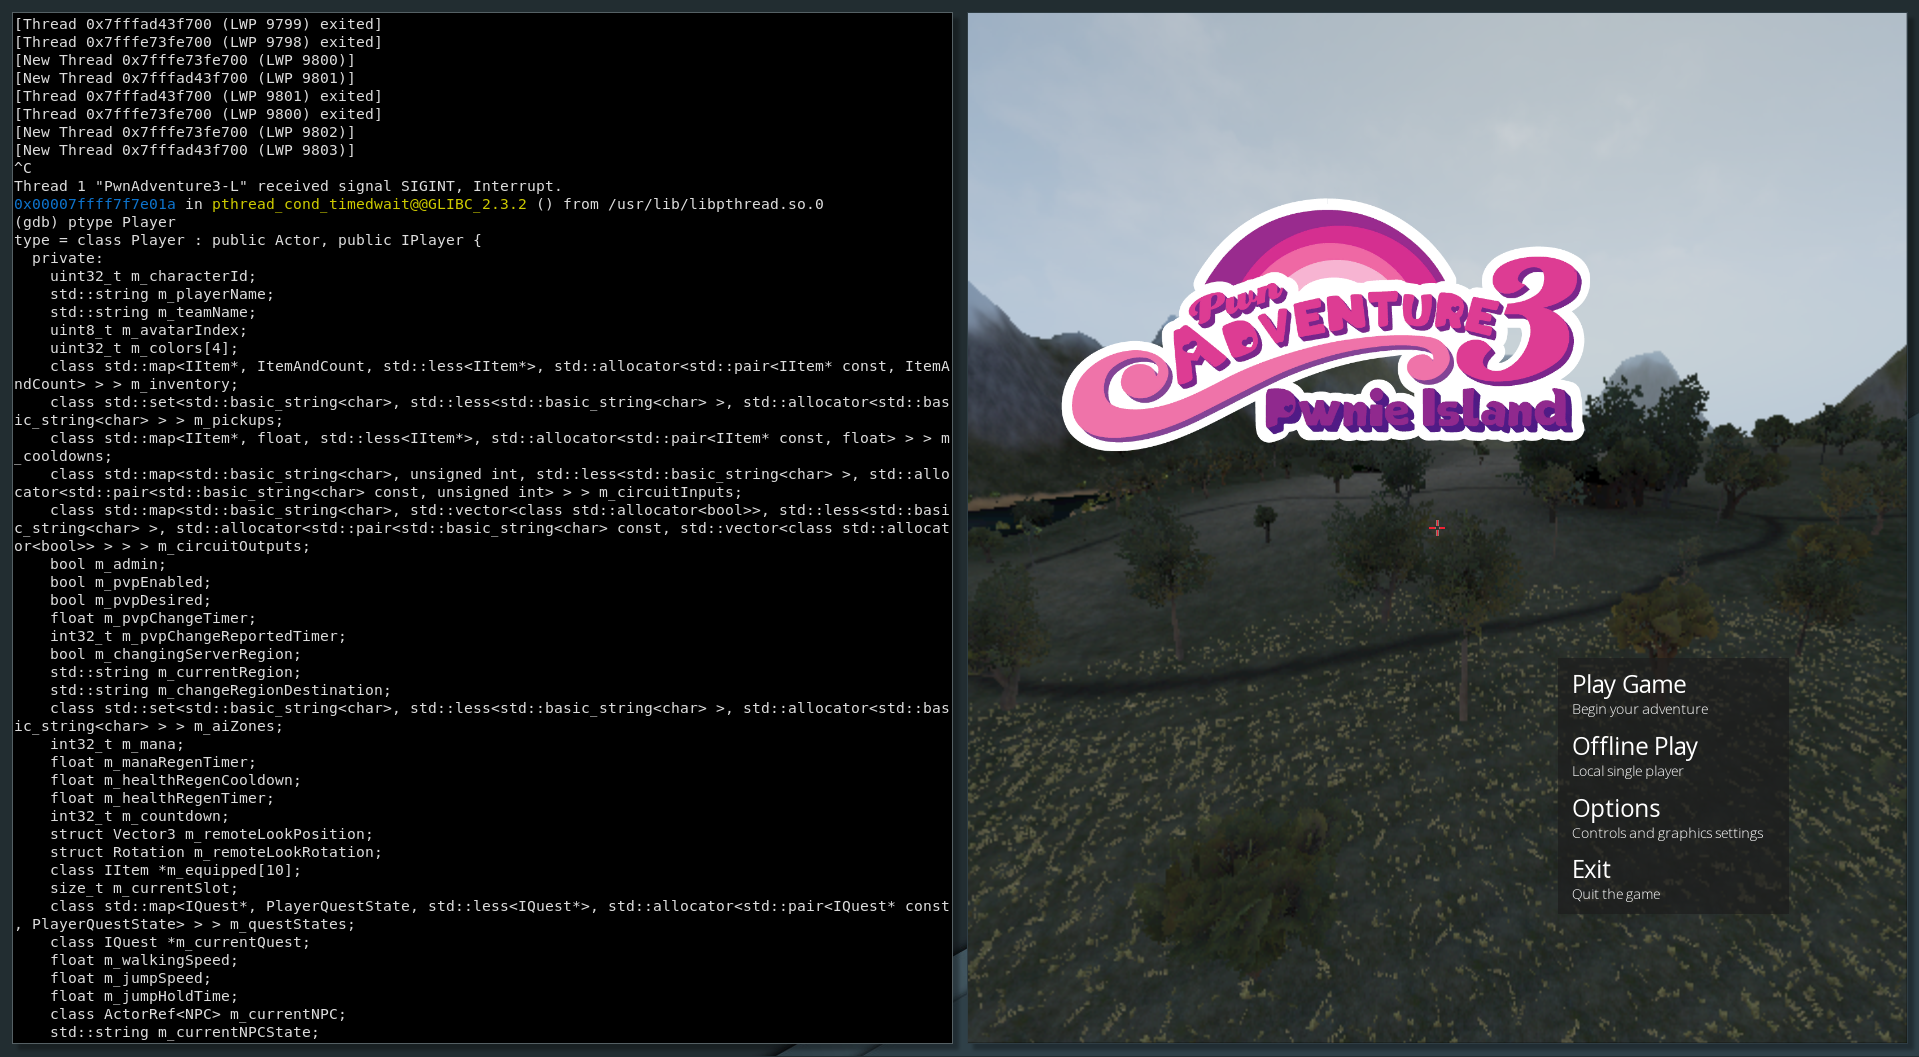 [Thread 0x7fffad43f700 (LWP 9799) exited]
[Thread 0x7fffe73fe700 (LWP 9798) exited]
[New Thread 0x7fffe73fe700 (LWP 9800)]
[New Thread 0x7fffad43f700 (LWP 9801)]
[Thread 0x7fffad43f700 (LWP 9801) exited]
[Thread 0x7fffe73fe700 (LWP 9800) exited]
[New Thread 0x7fffe73fe700 (LWP 9802)]
[New Thread 0x7fffad43f700 (LWP 9803)]
^C
Thread 1 "PwnAdventure3-L" received signal SIGINT, Interrupt.
0x00007ffff7f7e01a in pthread_cond_timedwait@@GLIBC_2.3.2 () from /usr/lib/libpthread.so.0
(gdb) ptype Player
type = class Player : public Actor, public IPlayer {
  private:
    uint32_t m_characterId;
    std::string m_playerName;
    std::string m_teamName;
    uint8_t m_avatarIndex;
    uint32_t m_colors[4];
    class std::map<IItem*, ItemAndCount, std::less<IItem*>, std::allocator<std::pair<IItem* const, ItemA
ndCount> > > m_inventory;
    class std::set<std::basic_string<char>, std::less<std::basic_string<char> >, std::allocator<std::bas
ic_string<char> > > m_pickups;
    class std::map<IItem*, float, std::less<IItem*>, std::allocator<std::pair<IItem* const, float> > > m
_cooldowns;
    class std::map<std::basic_string<char>, unsigned int, std::less<std::basic_string<char> >, std::allo
cator<std::pair<std::basic_string<char> const, unsigned int> > > m_circuitInputs;
    class std::map<std::basic_string<char>, std::vector<class std::allocator<bool>>, std::less<std::basi
c_string<char> >, std::allocator<std::pair<std::basic_string<char> const, std::vector<class std::allocat
or<bool>> > > > m_circuitOutputs;
    bool m_admin;
    bool m_pvpEnabled;
    bool m_pvpDesired;
    float m_pvpChangeTimer;
    int32_t m_pvpChangeReportedTimer;
    bool m_changingServerRegion;
    std::string m_currentRegion;
    std::string m_changeRegionDestination;
    class std::set<std::basic_string<char>, std::less<std::basic_string<char> >, std::allocator<std::bas
ic_string<char> > > m_aiZones;
    int32_t m_mana;
    float m_manaRegenTimer;
    float m_healthRegenCooldown;
    float m_healthRegenTimer;
    int32_t m_countdown;
    struct Vector3 m_remoteLookPosition;
    struct Rotation m_remoteLookRotation;
    class IItem *m_equipped[10];
    size_t m_currentSlot;
    class std::map<IQuest*, PlayerQuestState, std::less<IQuest*>, std::allocator<std::pair<IQuest* const
, PlayerQuestState> > > m_questStates;
    class IQuest *m_currentQuest;
    float m_walkingSpeed;
    float m_jumpSpeed;
    float m_jumpHoldTime;
    class ActorRef<NPC> m_currentNPC;
    std::string m_currentNPCState;
Pwn
ADVENTURE 3
Pwnie Island
Play Game
Begin your adventure
Offline Play
Local single player
Options
Controls and graphics settings
Exit
Quit the game